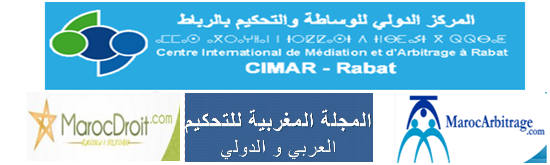 المركز الدولي للوساطة والتحكيم بالرباط
Centre International de Médiation et d'Arbitrage à Rabat
CIMAR - Rabat
MarocDroit.com
المجلة المغربية للتحكيم
العربي و الدولي
MarocArbitrage.com